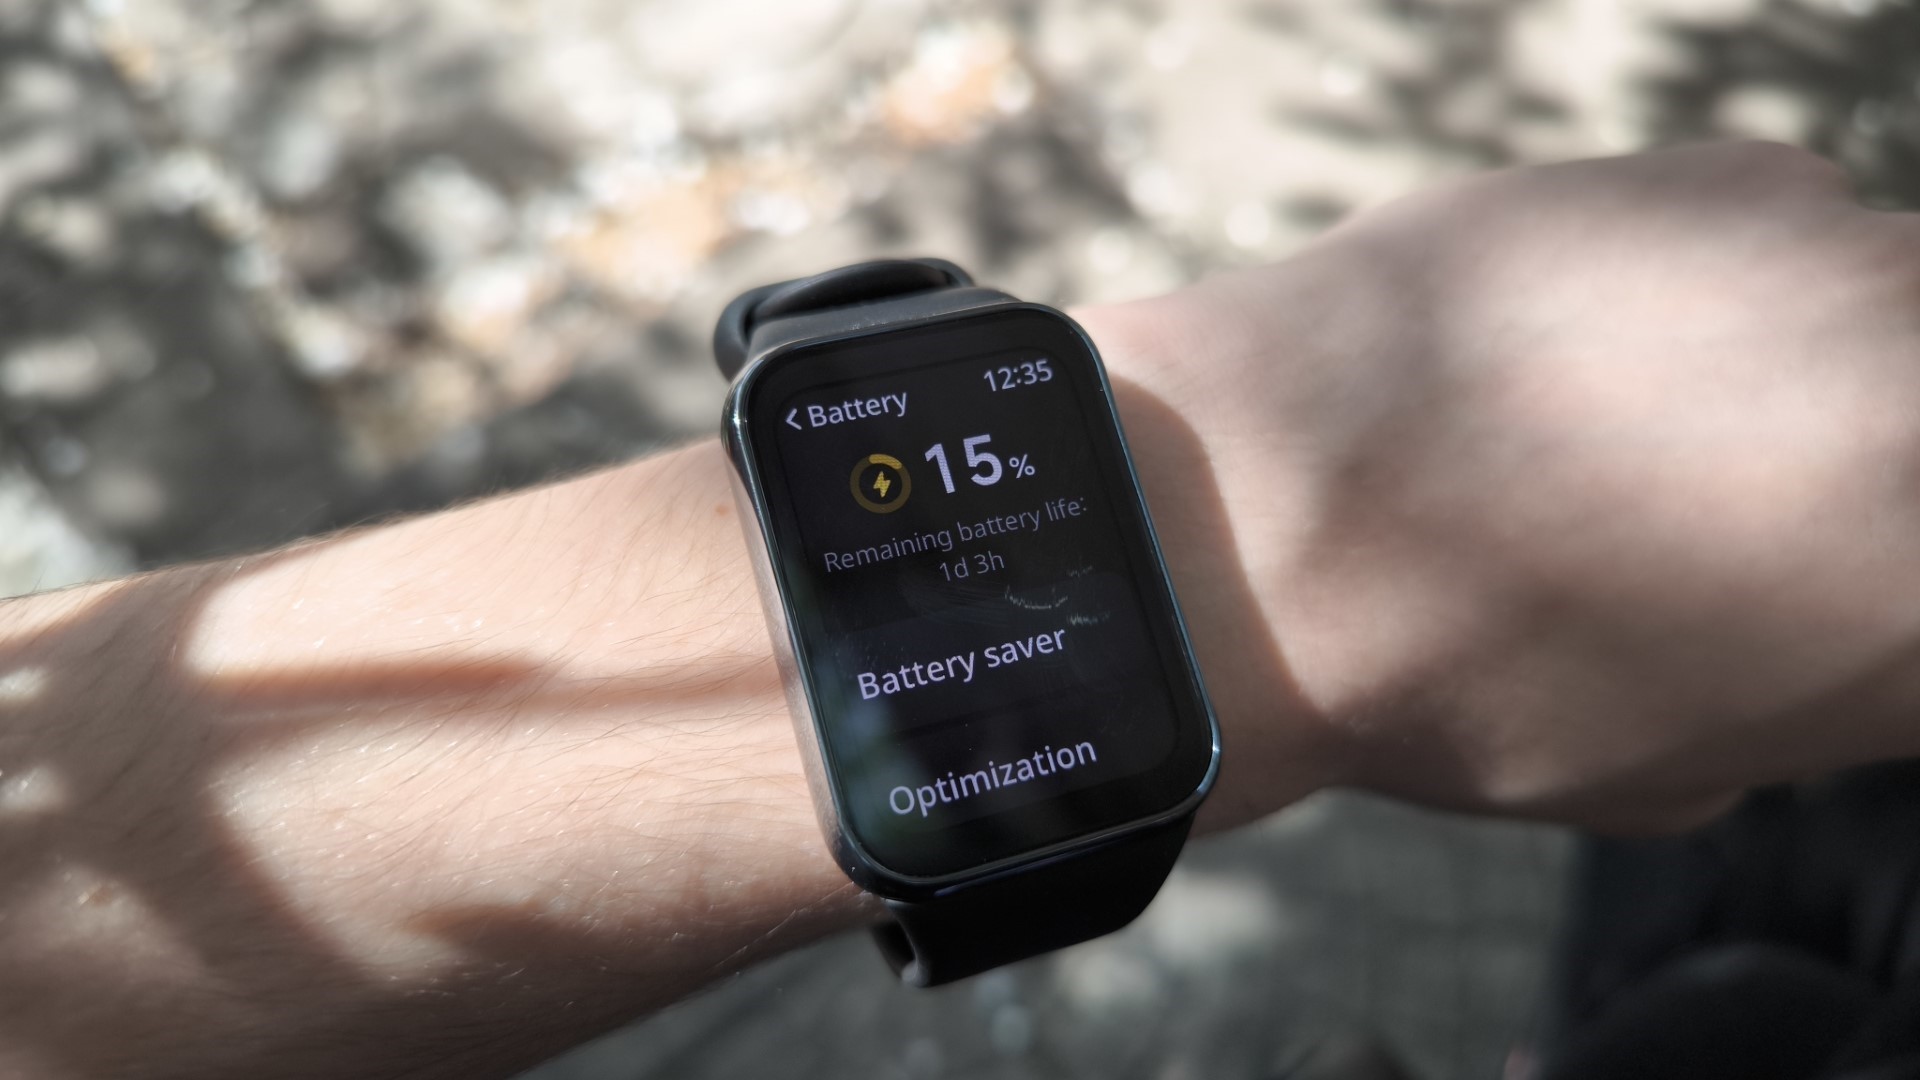 12:35
< Battery
15%
Remaining battery life:
1d 3h
Battery saver
Optimization